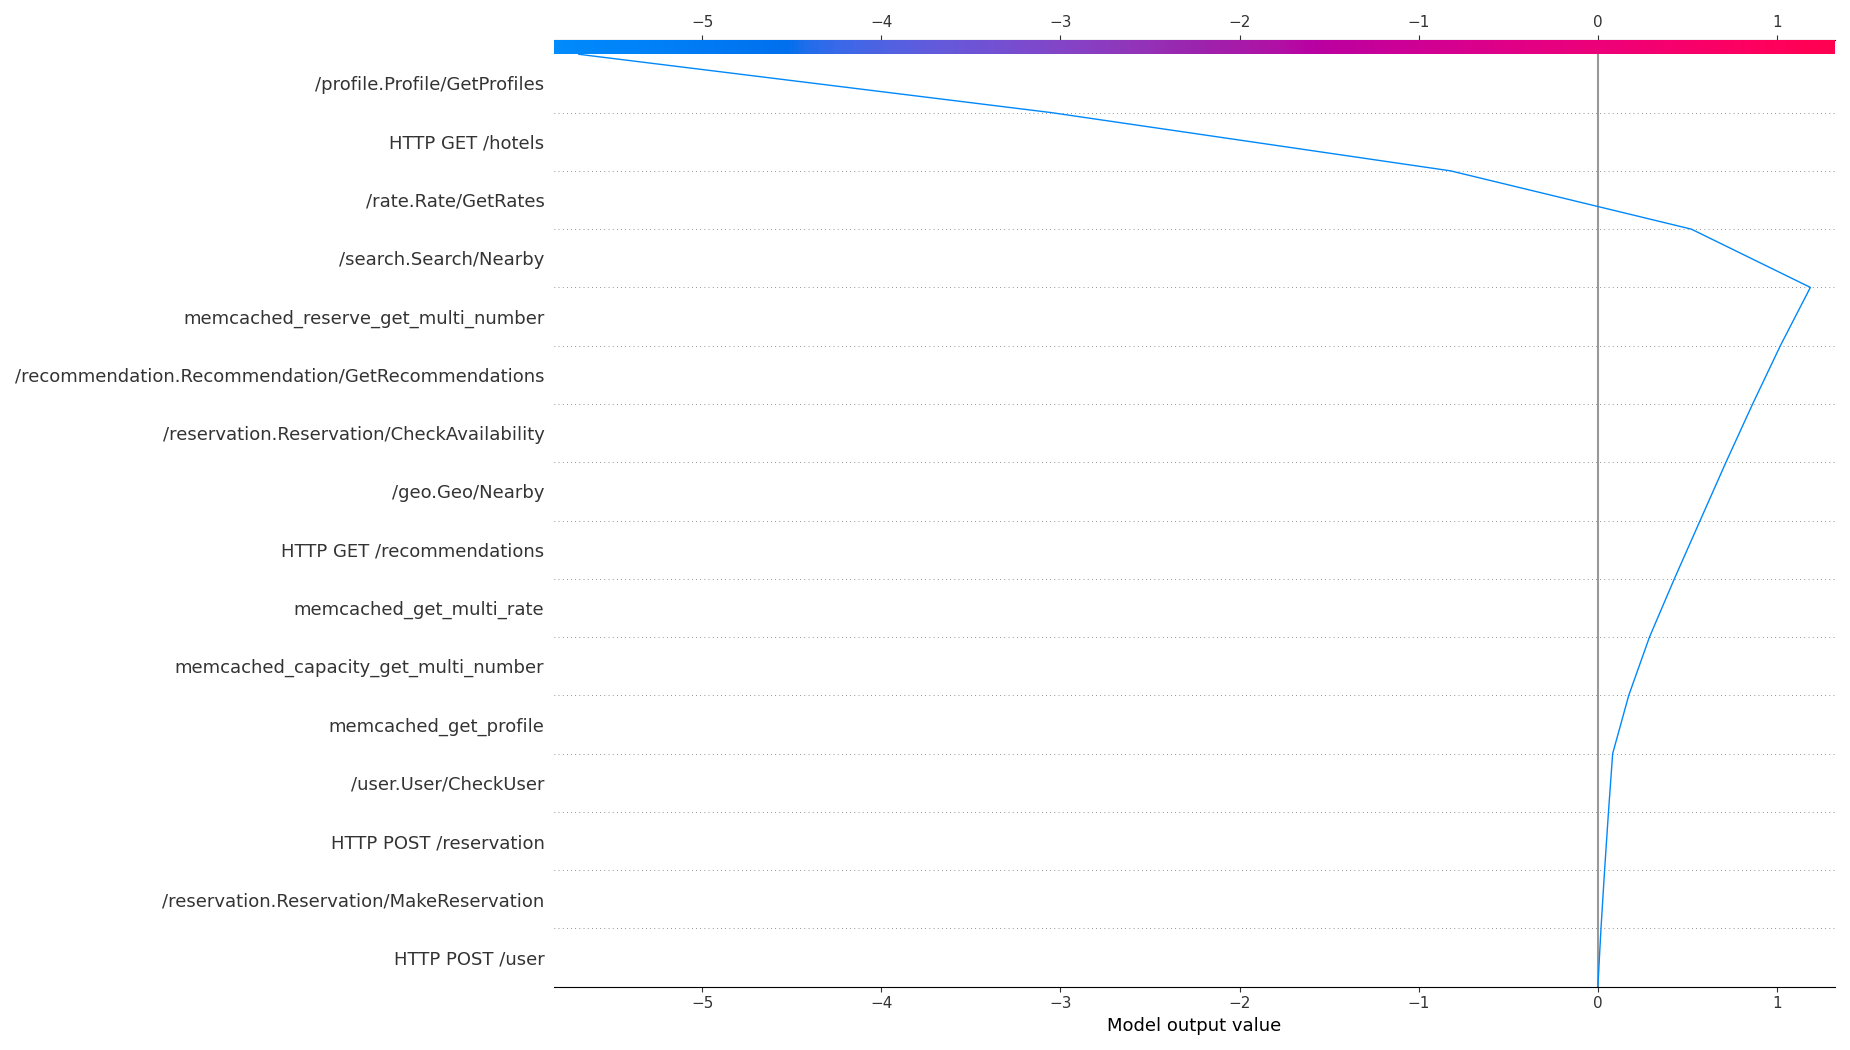 −5 −4 −3 −2 −1 0 1
/profile.Profile/GetProfiles
HTTP GET /hotels
/rate.Rate/GetRates
/search.Search/Nearby
memcached_reserve_get_multi_number
/recommendation.Recommendation/GetRecommendations
/reservation.Reservation/CheckAvailability
/geo.Geo/Nearby
HTTP GET /recommendations
memcached_get_multi_rate
memcached_capacity_get_multi_number
memcached_get_profile
/user.User/CheckUser
HTTP POST /reservation
/reservation.Reservation/MakeReservation
HTTP POST /user
−5 −4 −3 −2 −1 0 1
Model output value